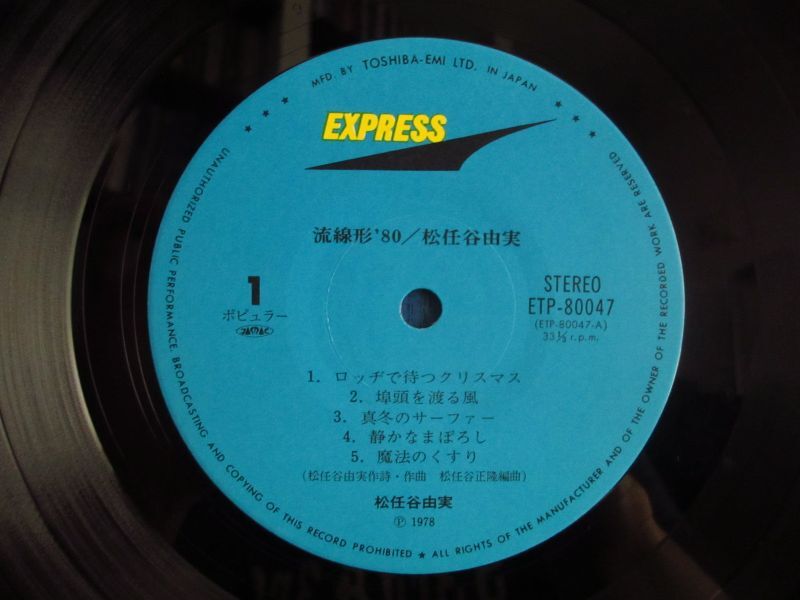 MFD. BY TOSHIBA-EMI LTD. IN JAPAN
EXPRESS
流線形'80/松任谷由実
1
ポピュラー
JASRAC
STEREO
ETP-80047
(ETP-80047-A)
33⅓ r.p.m.
1. ロッヂで待つクリスマス
2. 埠頭を渡る風
3. 真冬のサーファー
4. 静かなまぼろし
5. 魔法のくすり
(松任谷由実作詩・作曲 松任谷正隆編曲)
松任谷由実
Ⓟ 1978
★ ★ ★ UNAUTHORIZED PUBLIC PERFORMANCE. BROADCASTING AND COPYING OF THIS RECORD PROHIBITED ★ ALL RIGHTS OF THE MANUFACTURER AND OF THE OWNER OF THE RECORDED WORK ARE RESERVED ★ ★ ★